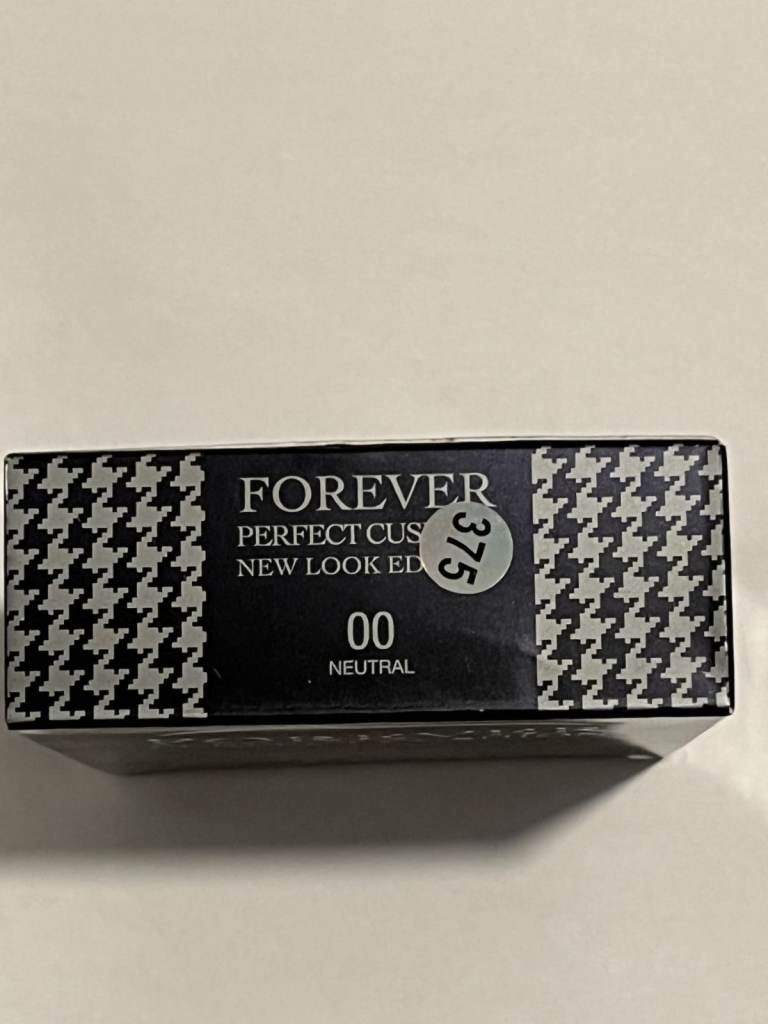 FOREVER
PERFECT CUS
NEW LOOK ED
375
00
NEUTRAL